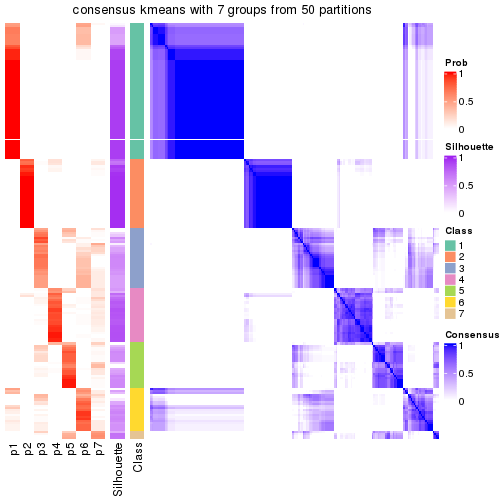 consensus kmeans with 7 groups from 50 partitions
Prob
1
0.5
0
Silhouette
1
0.5
0
Class
1
2
3
4
5
6
7
Consensus
1
0.5
0
p1
p2
p3
p4
p5
p6
p7
Silhouette
Class